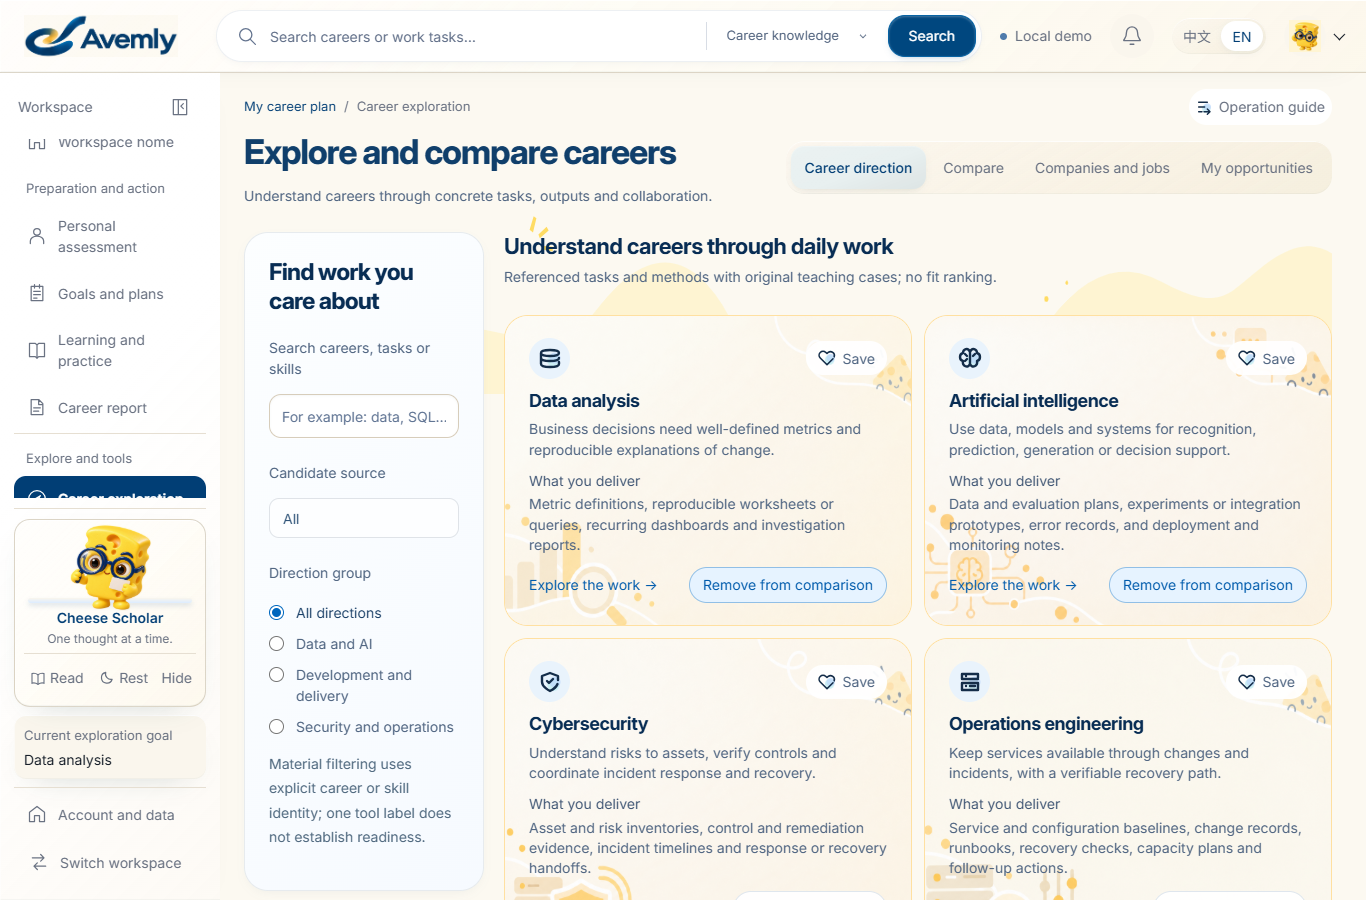 Avemly
Search careers or work tasks...
Career knowledge
Search
Local demo
中文
EN
Workspace
Workspace home
Preparation and action
Personal
assessment
Goals and plans
Learning and
practice
Career report
Explore and tools
Career exploration
Cheese Scholar
One thought at a time.
Read
Rest
Hide
Current exploration goal
Data analysis
Account and data
Switch workspace
My career plan / Career exploration
Operation guide
Explore and compare careers
Understand careers through concrete tasks, outputs and collaboration.
Career direction
Compare
Companies and jobs
My opportunities
Find work you
care about
Search careers, tasks or
skills
For example: data, SQL...
Candidate source
All
Direction group
All directions
Data and AI
Development and
delivery
Security and operations
Material filtering uses
explicit career or skill
identity; one tool label does
not establish readiness.
Understand careers through daily work
Referenced tasks and methods with original teaching cases; no fit ranking.
Save
Data analysis
Business decisions need well-defined metrics and
reproducible explanations of change.
What you deliver
Metric definitions, reproducible worksheets or
queries, recurring dashboards and investigation
reports.
Explore the work →
Remove from comparison
Save
Artificial intelligence
Use data, models and systems for recognition,
prediction, generation or decision support.
What you deliver
Data and evaluation plans, experiments or integration
prototypes, error records, and deployment and
monitoring notes.
Explore the work →
Remove from comparison
Save
Cybersecurity
Understand risks to assets, verify controls and
coordinate incident response and recovery.
What you deliver
Asset and risk inventories, control and remediation
evidence, incident timelines and response or recovery
handoffs.
Save
Operations engineering
Keep services available through changes and
incidents, with a verifiable recovery path.
What you deliver
Service and configuration baselines, change records,
runbooks, recovery checks, capacity plans and
follow-up actions.